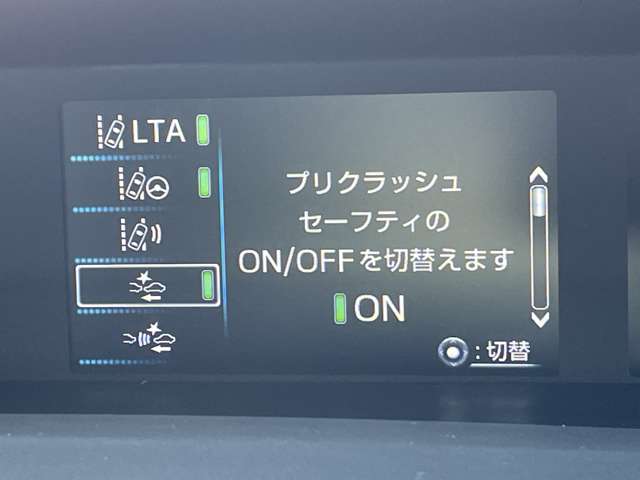 LTA
プリクラッシュ
セーフティの
ON/OFFを切替えます
ON
:切替